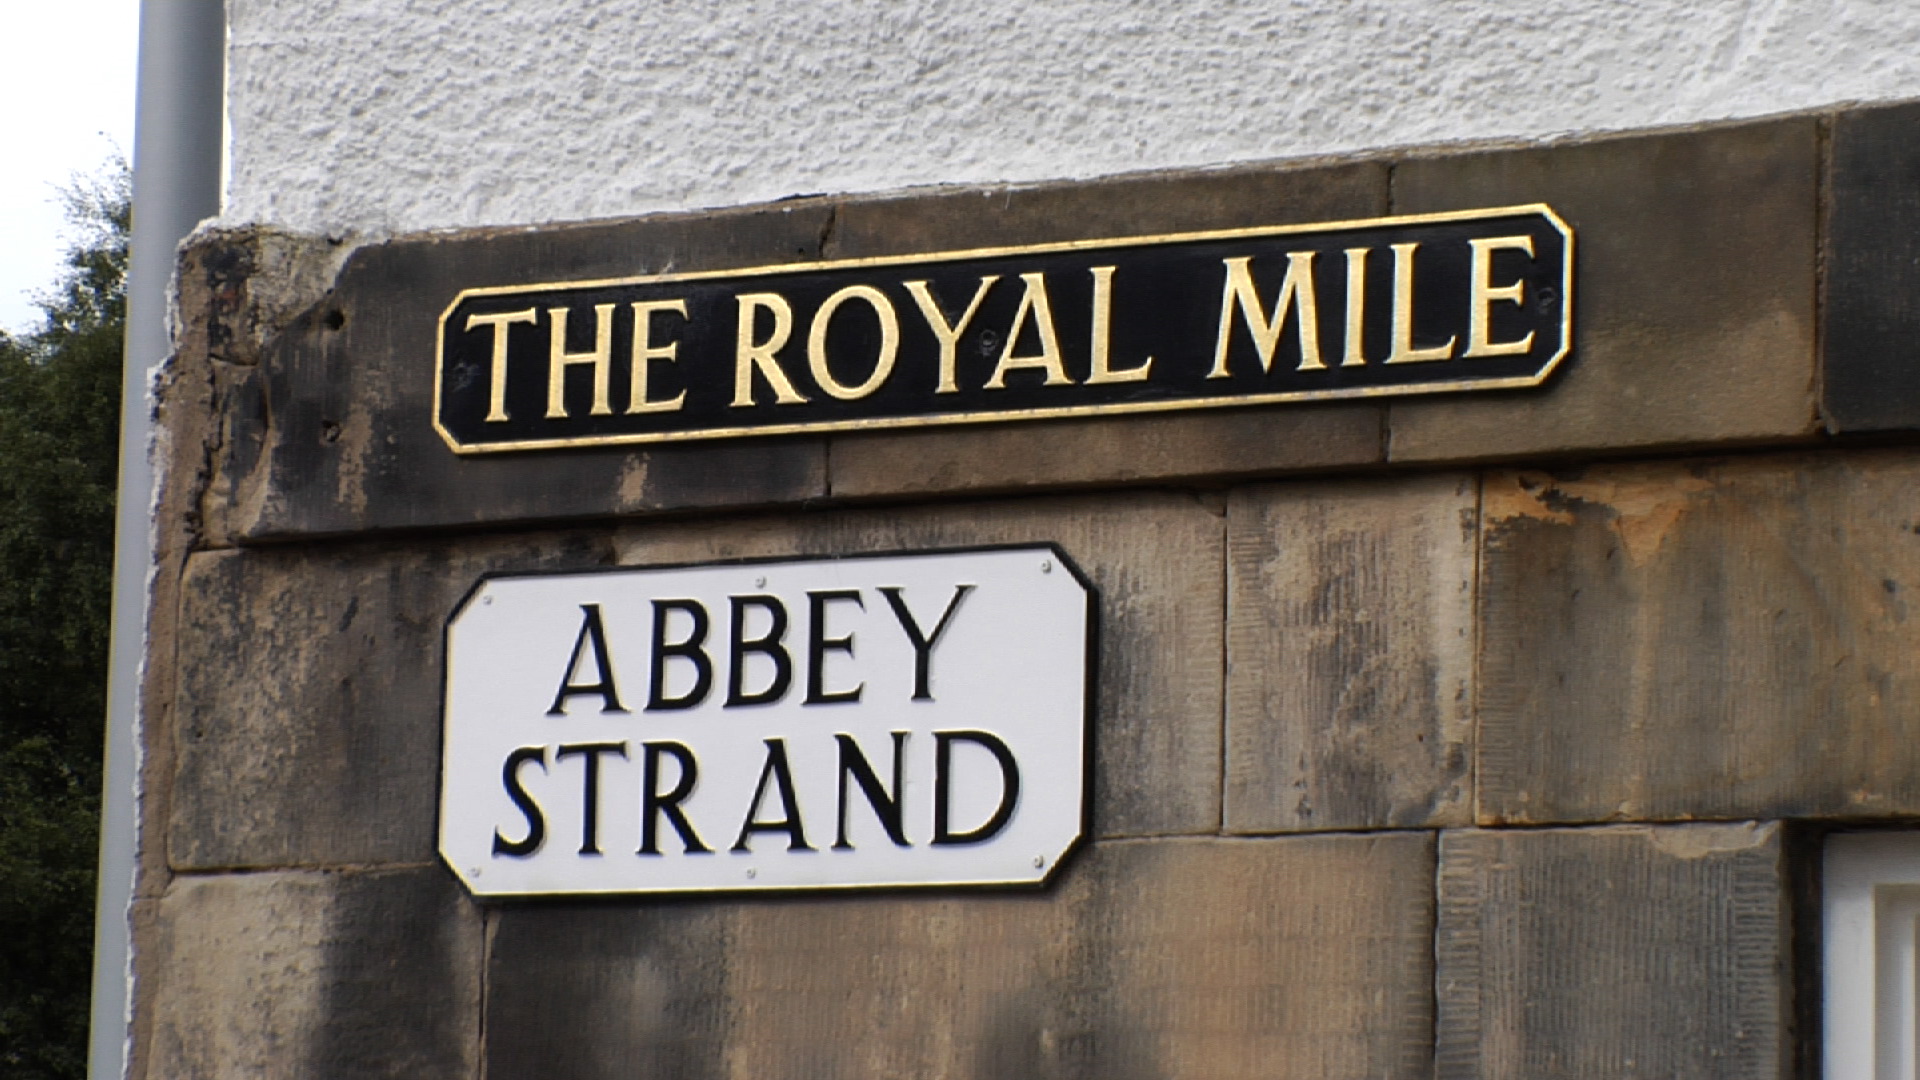 THE ROYAL MILE
ABBEY
STRAND